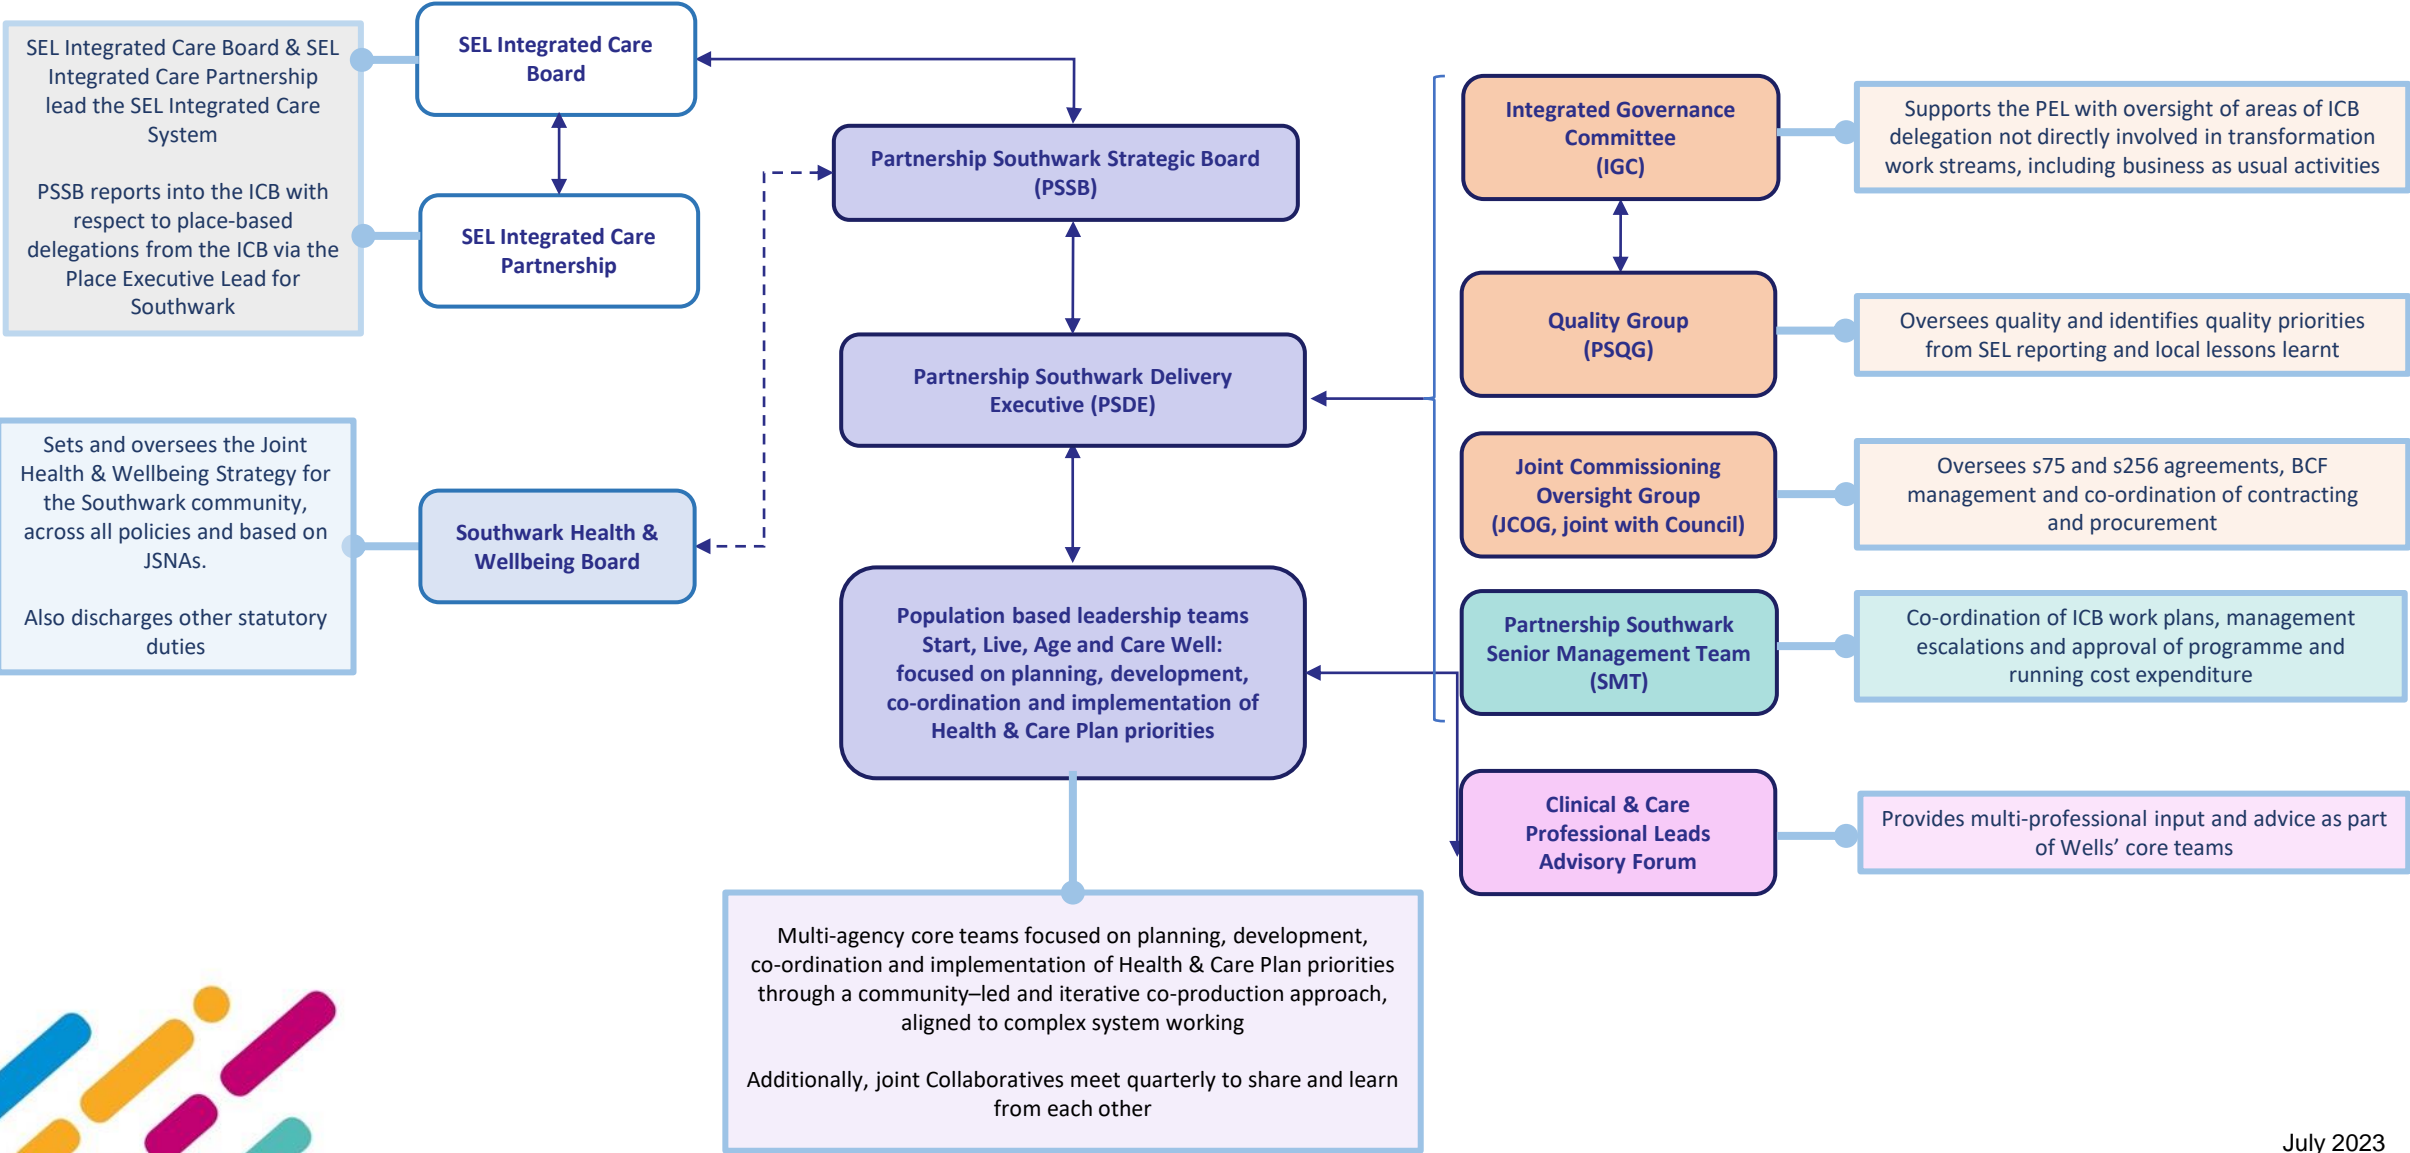 SEL Integrated Care Board & SEL
Integrated Care Partnership
lead the SEL Integrated Care
System
PSSB reports into the ICB with
respect to place-based
delegations from the ICB via the
Place Executive Lead for
Southwark
SEL Integrated Care
Board
SEL Integrated Care
Partnership
Sets and oversees the Joint
Health & Wellbeing Strategy for
the Southwark community,
across all policies and based on
JSNAs.
Also discharges other statutory
duties
Southwark Health &
Wellbeing Board
Partnership Southwark Strategic Board
(PSSB)
Partnership Southwark Delivery
Executive (PSDE)
Population based leadership teams
Start, Live, Age and Care Well:
focused on planning, development,
co-ordination and implementation of
Health & Care Plan priorities
Multi-agency core teams focused on planning, development,
co-ordination and implementation of Health & Care Plan priorities
through a community–led and iterative co-production approach,
aligned to complex system working
Additionally, joint Collaboratives meet quarterly to share and learn
from each other
Integrated Governance
Committee
(IGC)
Supports the PEL with oversight of areas of ICB
delegation not directly involved in transformation
work streams, including business as usual activities
Quality Group
(PSQG)
Oversees quality and identifies quality priorities
from SEL reporting and local lessons learnt
Joint Commissioning
Oversight Group
(JCOG, joint with Council)
Oversees s75 and s256 agreements, BCF
management and co-ordination of contracting
and procurement
Partnership Southwark
Senior Management Team
(SMT)
Co-ordination of ICB work plans, management
escalations and approval of programme and
running cost expenditure
Clinical & Care
Professional Leads
Advisory Forum
Provides multi-professional input and advice as part
of Wells’ core teams
July 2023